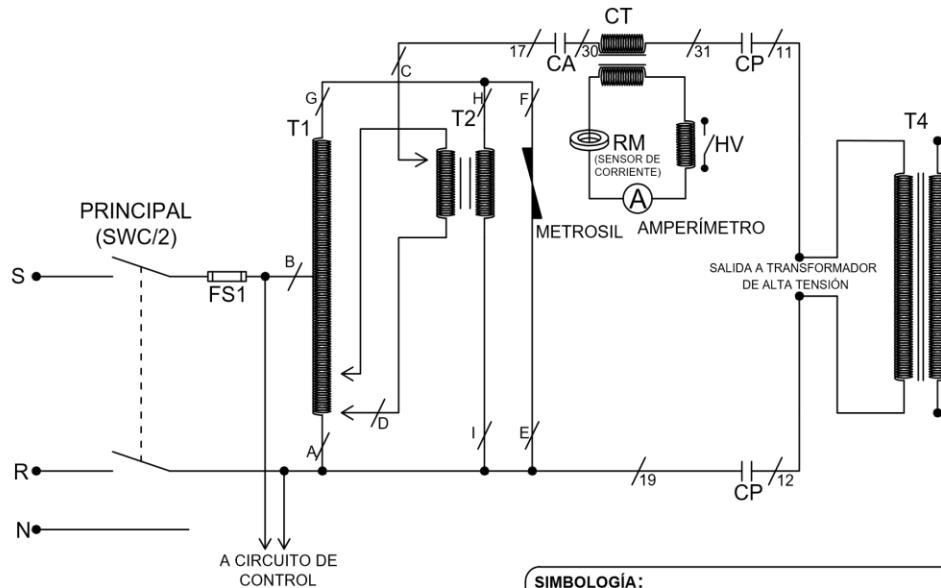 CT
17
CA
30
31
CP
11
C
G
H
F
T1
T2
RM
(SENSOR DE
CORRIENTE)
HV
T4
A
METROSIL
AMPERÍMETRO
PRINCIPAL
(SWC/2)
S
FS1
B
SALIDA A TRANSFORMADOR
DE ALTA TENSIÓN
D
A
I
E
R
19
CP
12
N
A CIRCUITO DE
CONTROL
SIMBOLOGÍA: